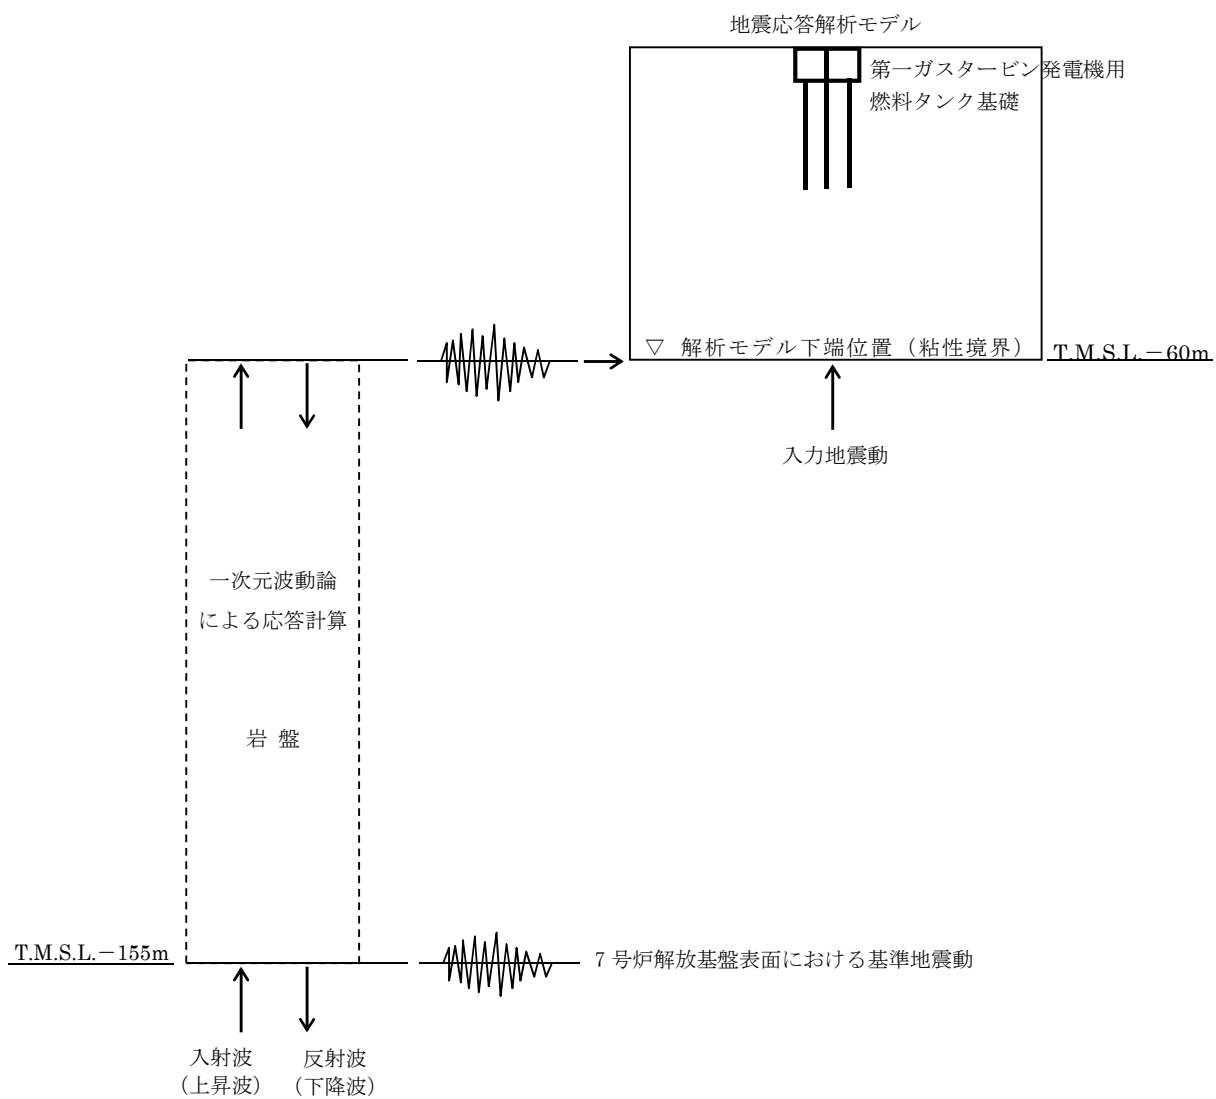 地震応答解析モデル
第一ガスタービン発電機用
燃料タンク基礎
▽ 解析モデル下端位置（粘性境界）
T.M.S.L.－60m
入力地震動
一次元波動論
による応答計算
岩 盤
T.M.S.L.－155m
7 号炉解放基盤表面における基準地震動
入射波
（上昇波）
反射波
（下降波）